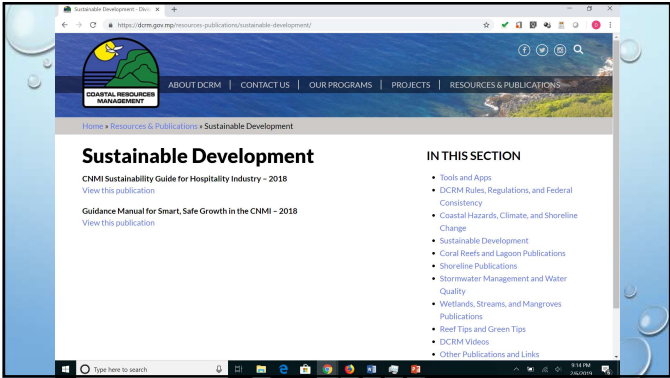 Sustainable Development - Divis
https://dcrm.gov.mp/resources-publications/sustainable-development/
COASTAL RESOURCES
MANAGEMENT
ABOUT DCRM | CONTACT US | OUR PROGRAMS | PROJECTS | RESOURCES & PUBLICATIONS
Home » Resources & Publications » Sustainable Development
Sustainable Development
CNMI Sustainability Guide for Hospitality Industry – 2018
View this publication
Guidance Manual for Smart, Safe Growth in the CNMI – 2018
View this publication
IN THIS SECTION
• Tools and Apps
• DCRM Rules, Regulations, and Federal
Consistency
• Coastal Hazards, Climate, and Shoreline
Change
• Sustainable Development
• Coral Reefs and Lagoon Publications
• Shoreline Publications
• Stormwater Management and Water
Quality
• Wetlands, Streams, and Mangroves
Publications
• Reef Tips and Green Tips
• DCRM Videos
• Other Publications and Links
Type here to search
9:14 PM
2/6/2019